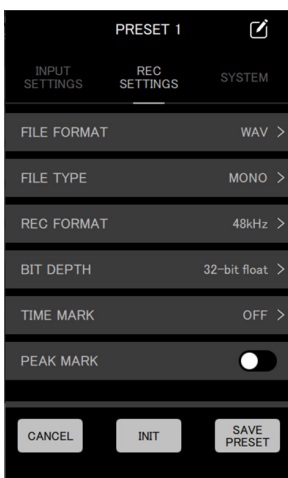 PRESET 1
INPUT
SETTINGS
REC
SETTINGS
SYSTEM
FILE FORMAT WAV >
FILE TYPE MONO >
REC FORMAT 48kHz >
BIT DEPTH 32-bit float >
TIME MARK OFF >
PEAK MARK
CANCEL
INIT
SAVE
PRESET